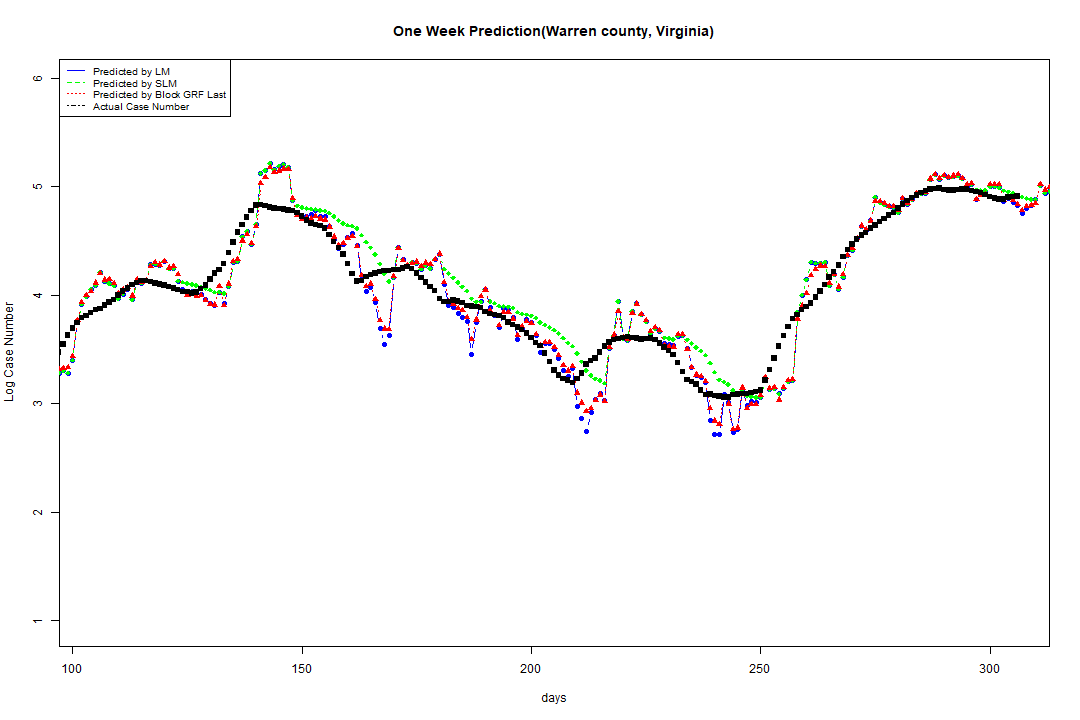 One Week Prediction(Warren county, Virginia)
Predicted by LM
Predicted by SLM
Predicted by Block GRF Last
Actual Case Number
6
5
4
3
2
1
Log Case Number
100 150 200 250 300
days